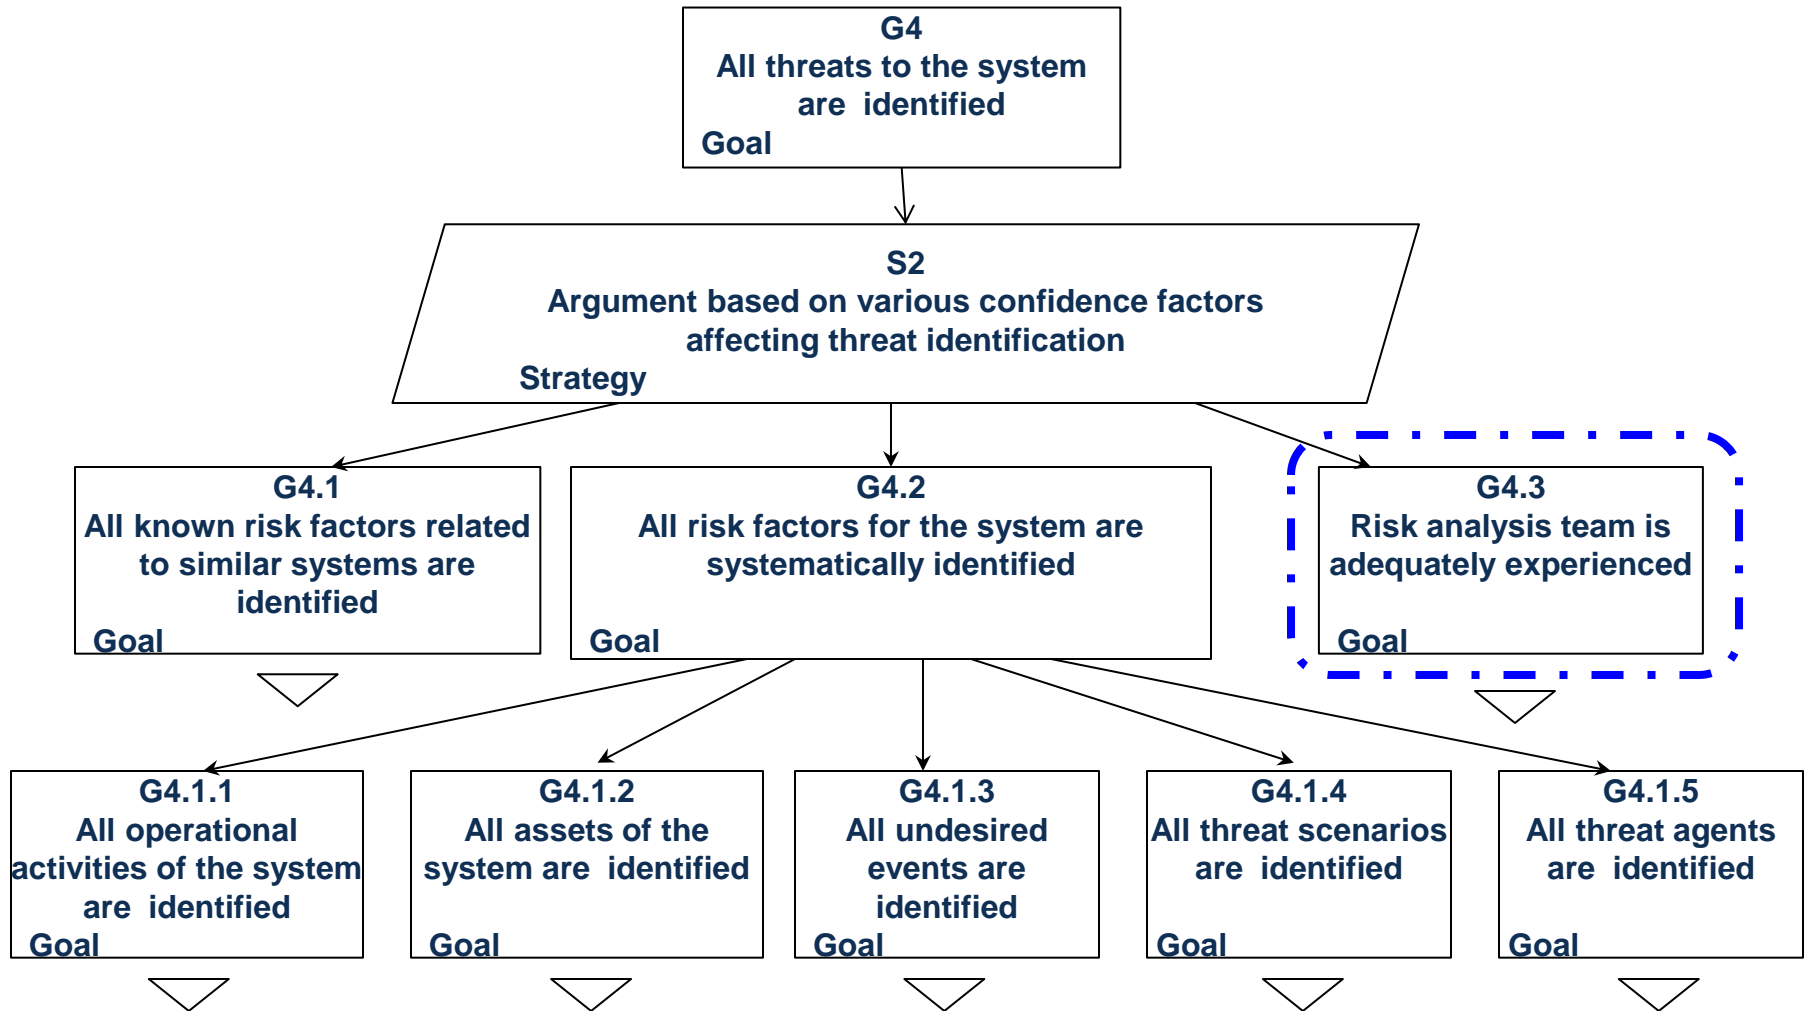 G4
All threats to the system
are identified
Goal
S2
Argument based on various confidence factors
affecting threat identification
Strategy
G4.1
All known risk factors related
to similar systems are
identified
Goal
G4.2
All risk factors for the system are
systematically identified
Goal
G4.3
Risk analysis team is
adequately experienced
Goal
G4.1.1
All operational
activities of the system
are identified
Goal
G4.1.2
All assets of the
system are identified
Goal
G4.1.3
All undesired
events are
identified
Goal
G4.1.4
All threat scenarios
are identified
Goal
G4.1.5
All threat agents
are identified
Goal